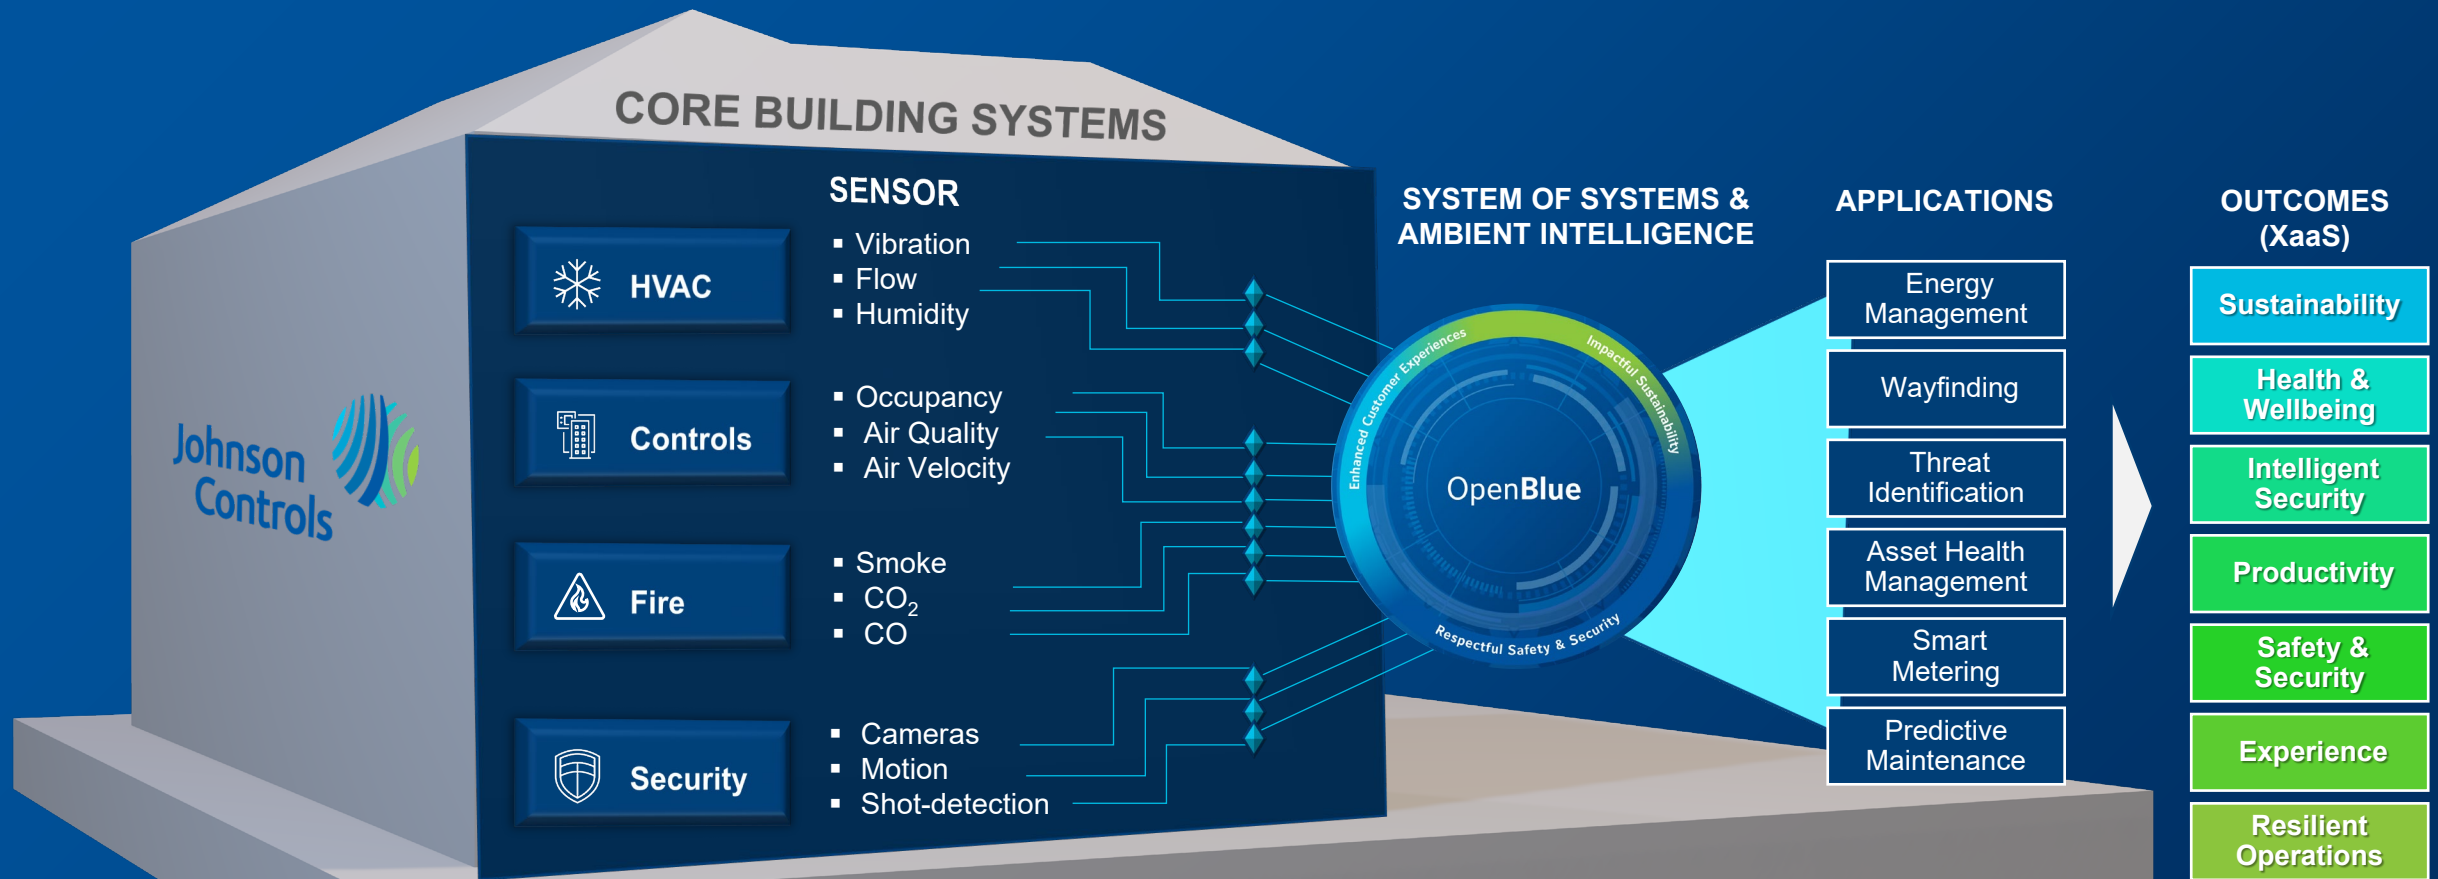 CORE BUILDING SYSTEMS
Johnson
Controls
SENSOR
HVAC
▪ Vibration
▪ Flow
▪ Humidity
Controls
▪ Occupancy
▪ Air Quality
▪ Air Velocity
Fire
▪ Smoke
▪ CO₂
▪ CO
Security
▪ Cameras
▪ Motion
▪ Shot-detection
SYSTEM OF SYSTEMS &
AMBIENT INTELLIGENCE
Enhanced Customer Experiences
Impactful Sustainability
OpenBlue
Respectful Safety & Security
APPLICATIONS
Energy
Management
Wayfinding
Threat
Identification
Asset Health
Management
Smart
Metering
Predictive
Maintenance
OUTCOMES
(XaaS)
Sustainability
Health &
Wellbeing
Intelligent
Security
Productivity
Safety &
Security
Experience
Resilient
Operations